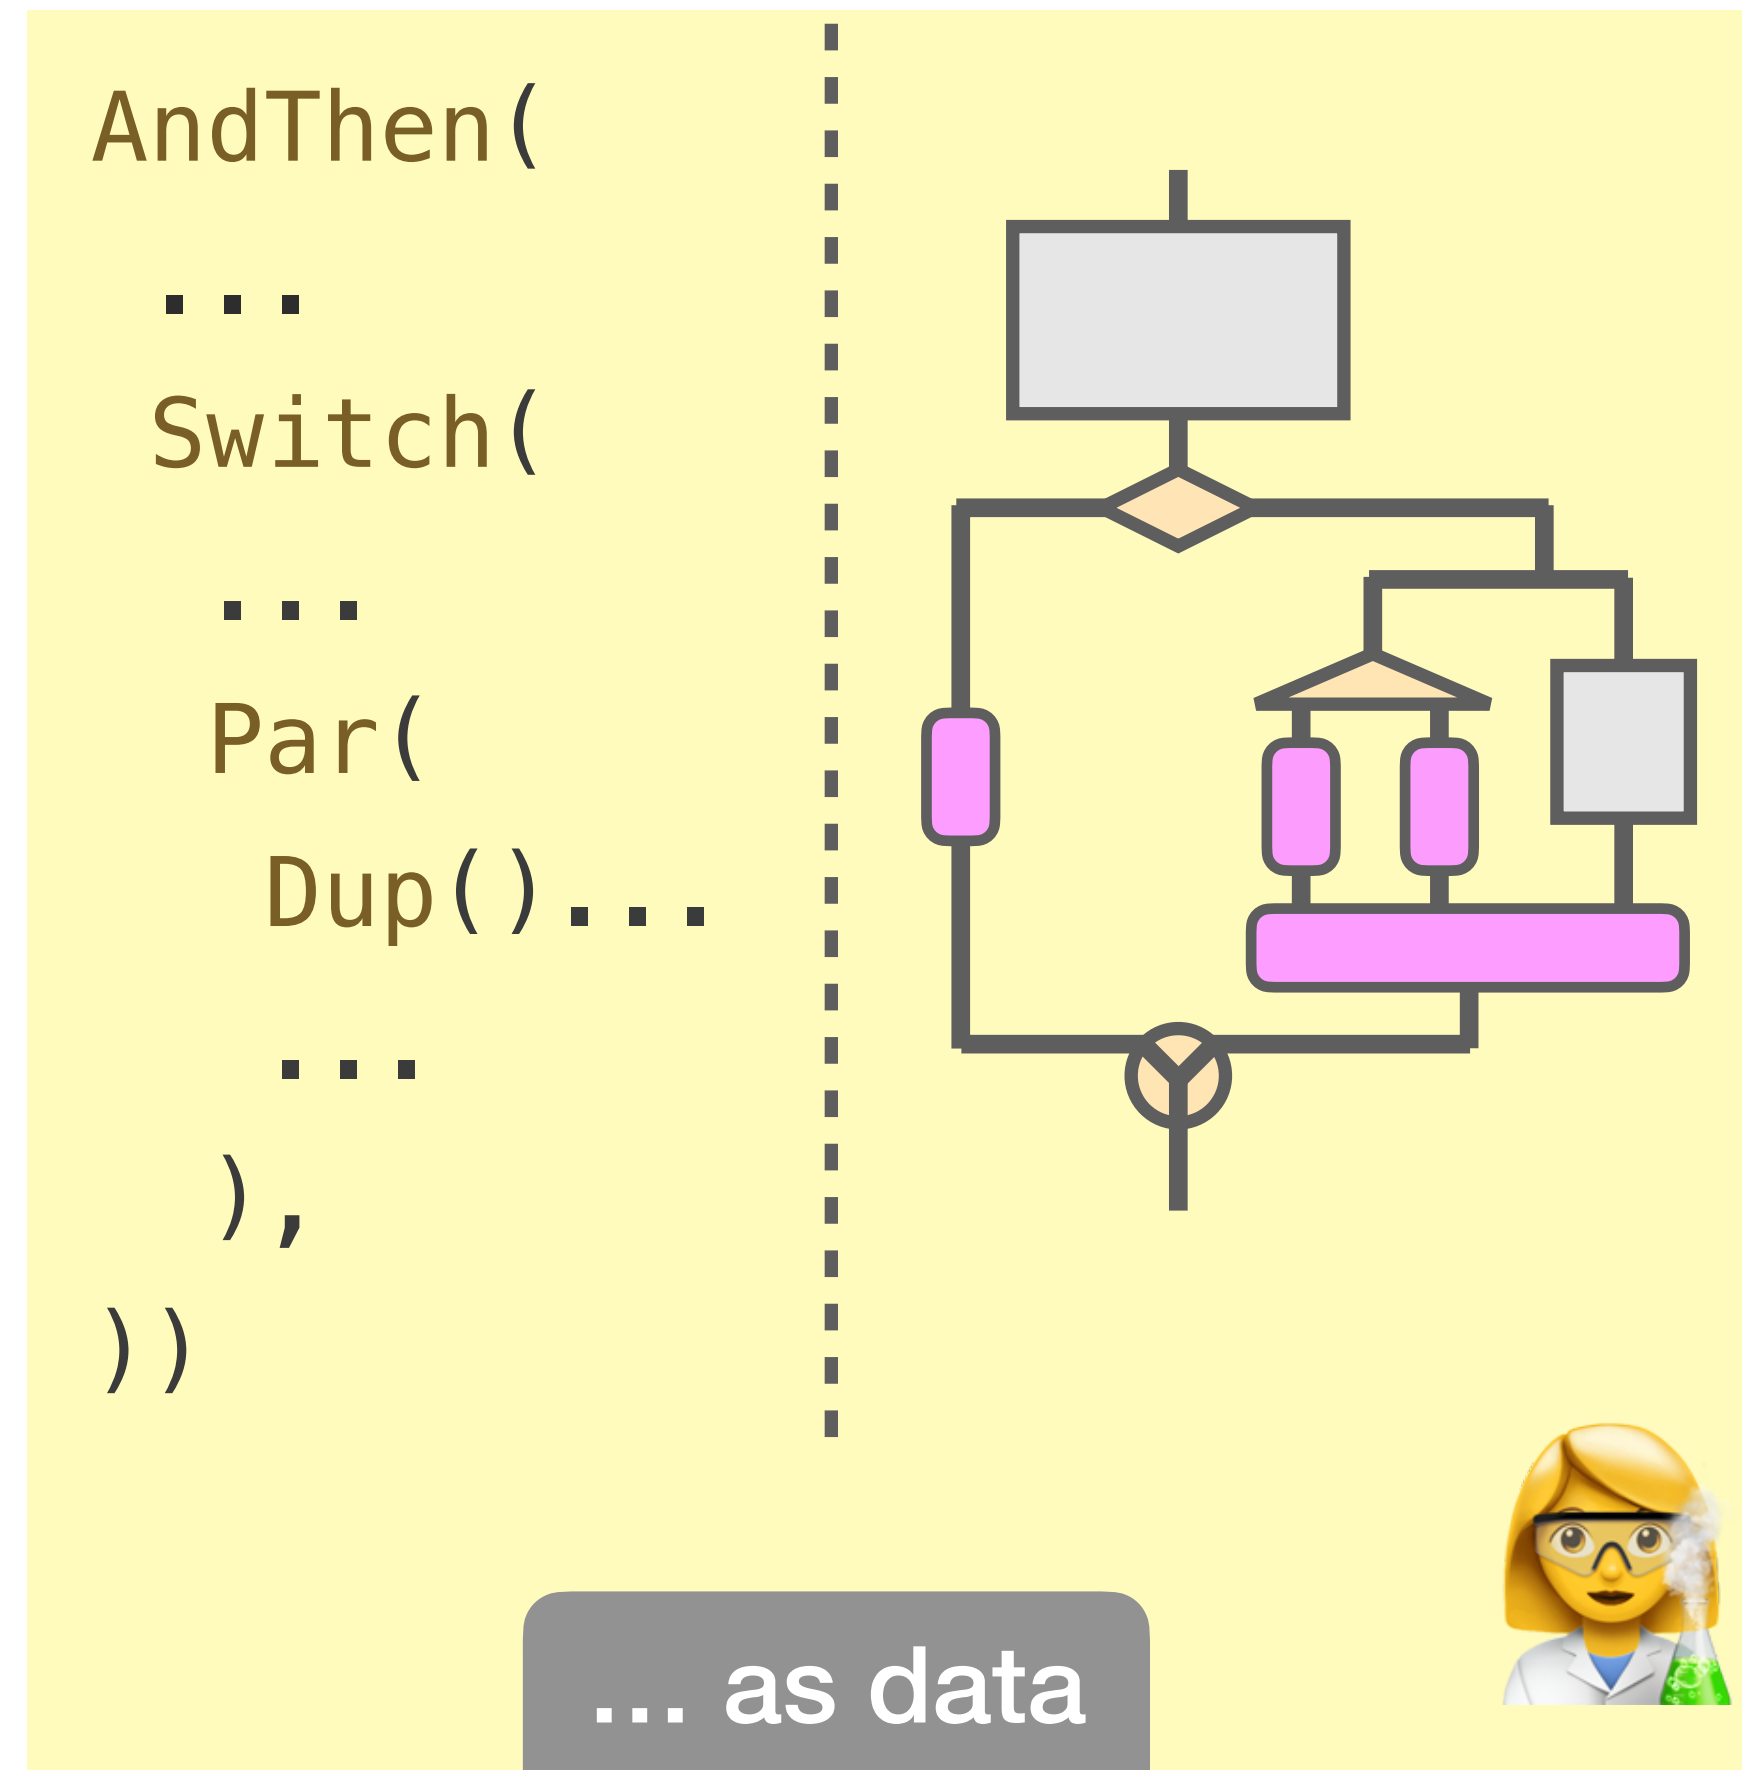 AndThen(
...
Switch(
...
Par(
Dup()...
...
),
))
... as data